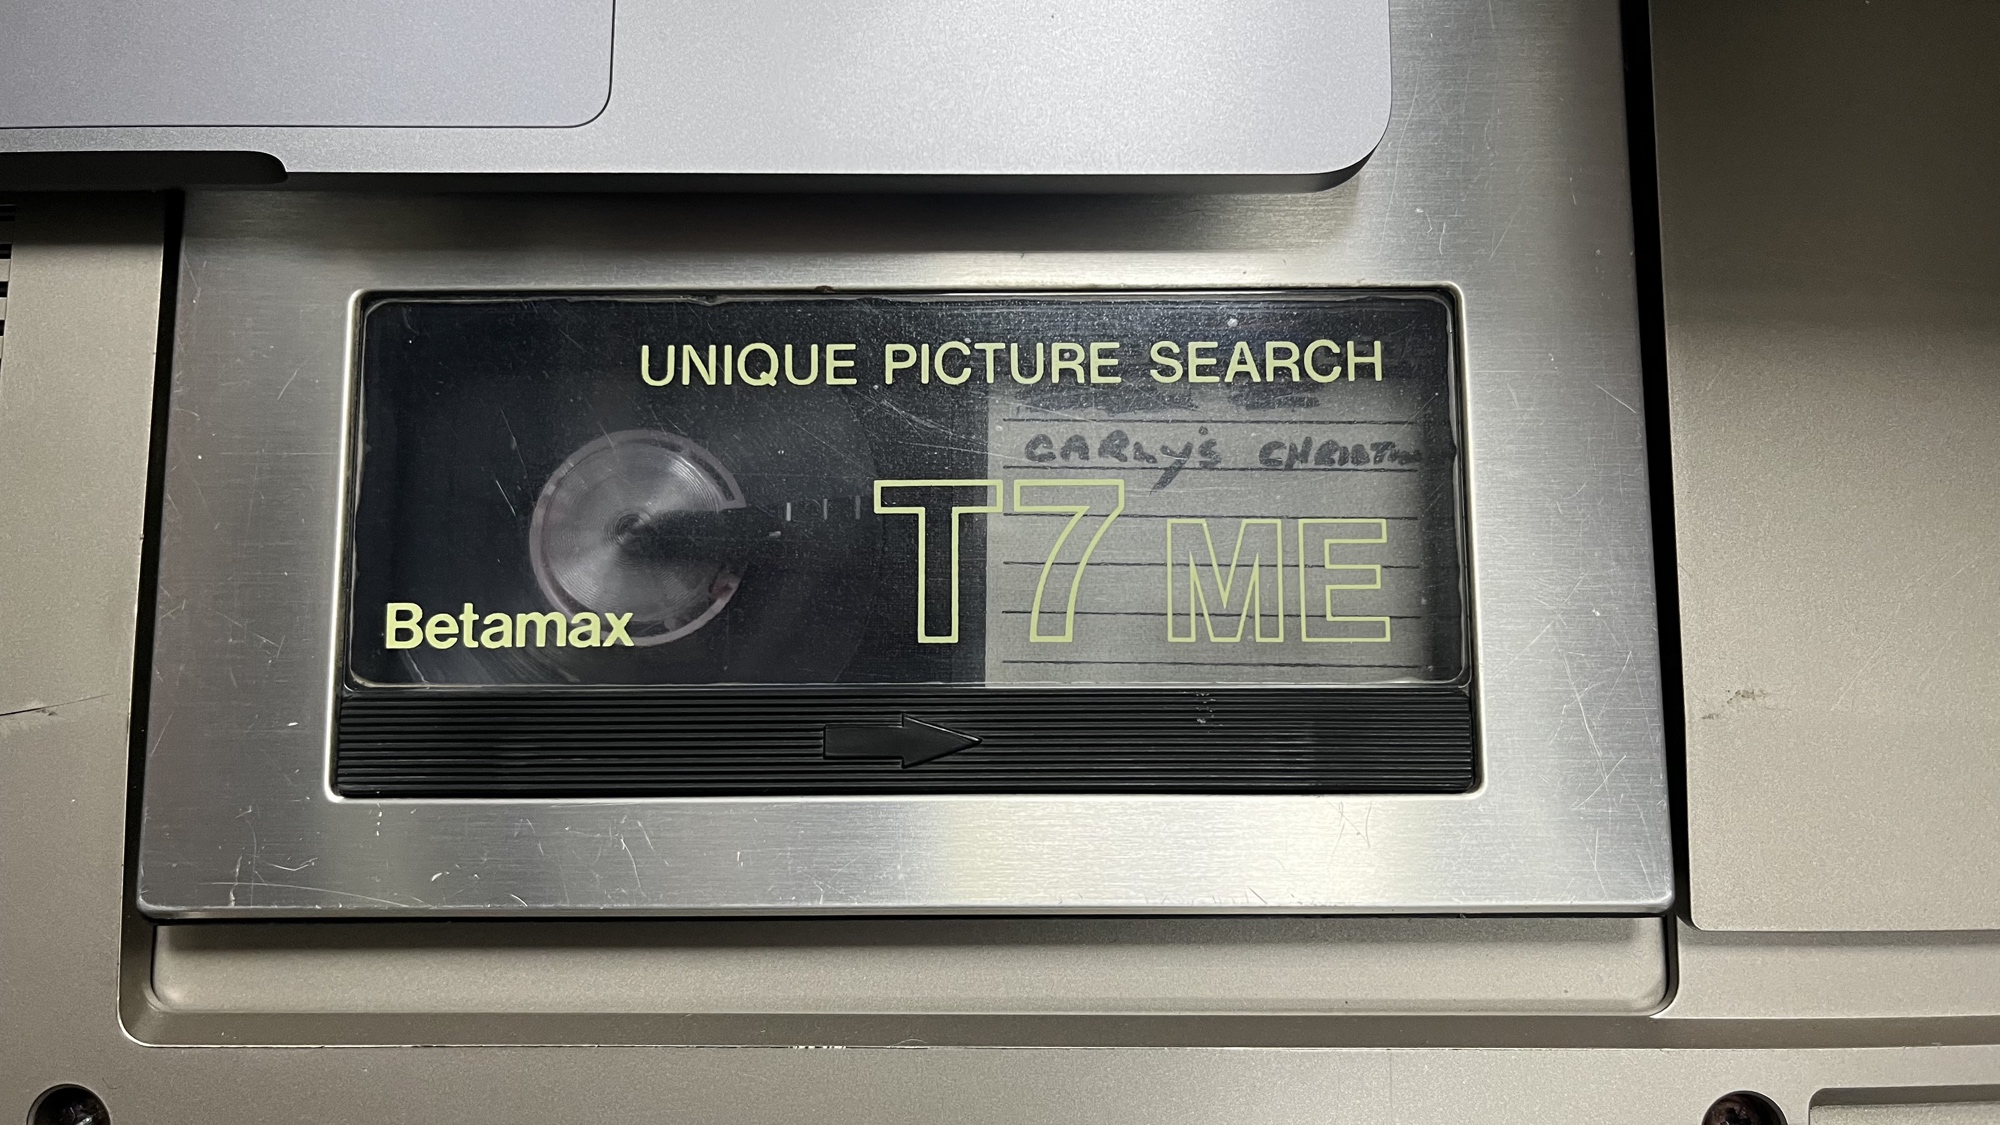 UNIQUE PICTURE SEARCH
CARLY'S
T7 ME
Betamax